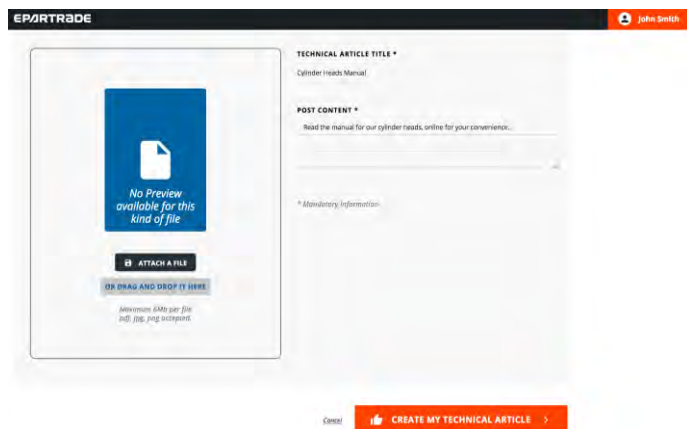 EPARTRADE
John Smith
TECHNICAL ARTICLE TITLE *
Cylinder Heads Manual
POST CONTENT *
Read the manual for our cylinder heads, online for your convenience...
No Preview
available for this
kind of file
* Mandatory information
ATTACH A FILE
OR DRAG AND DROP IT HERE
Maximum 6Mb per file
pdf, jpg, png accepted.
Cancel
CREATE MY TECHNICAL ARTICLE